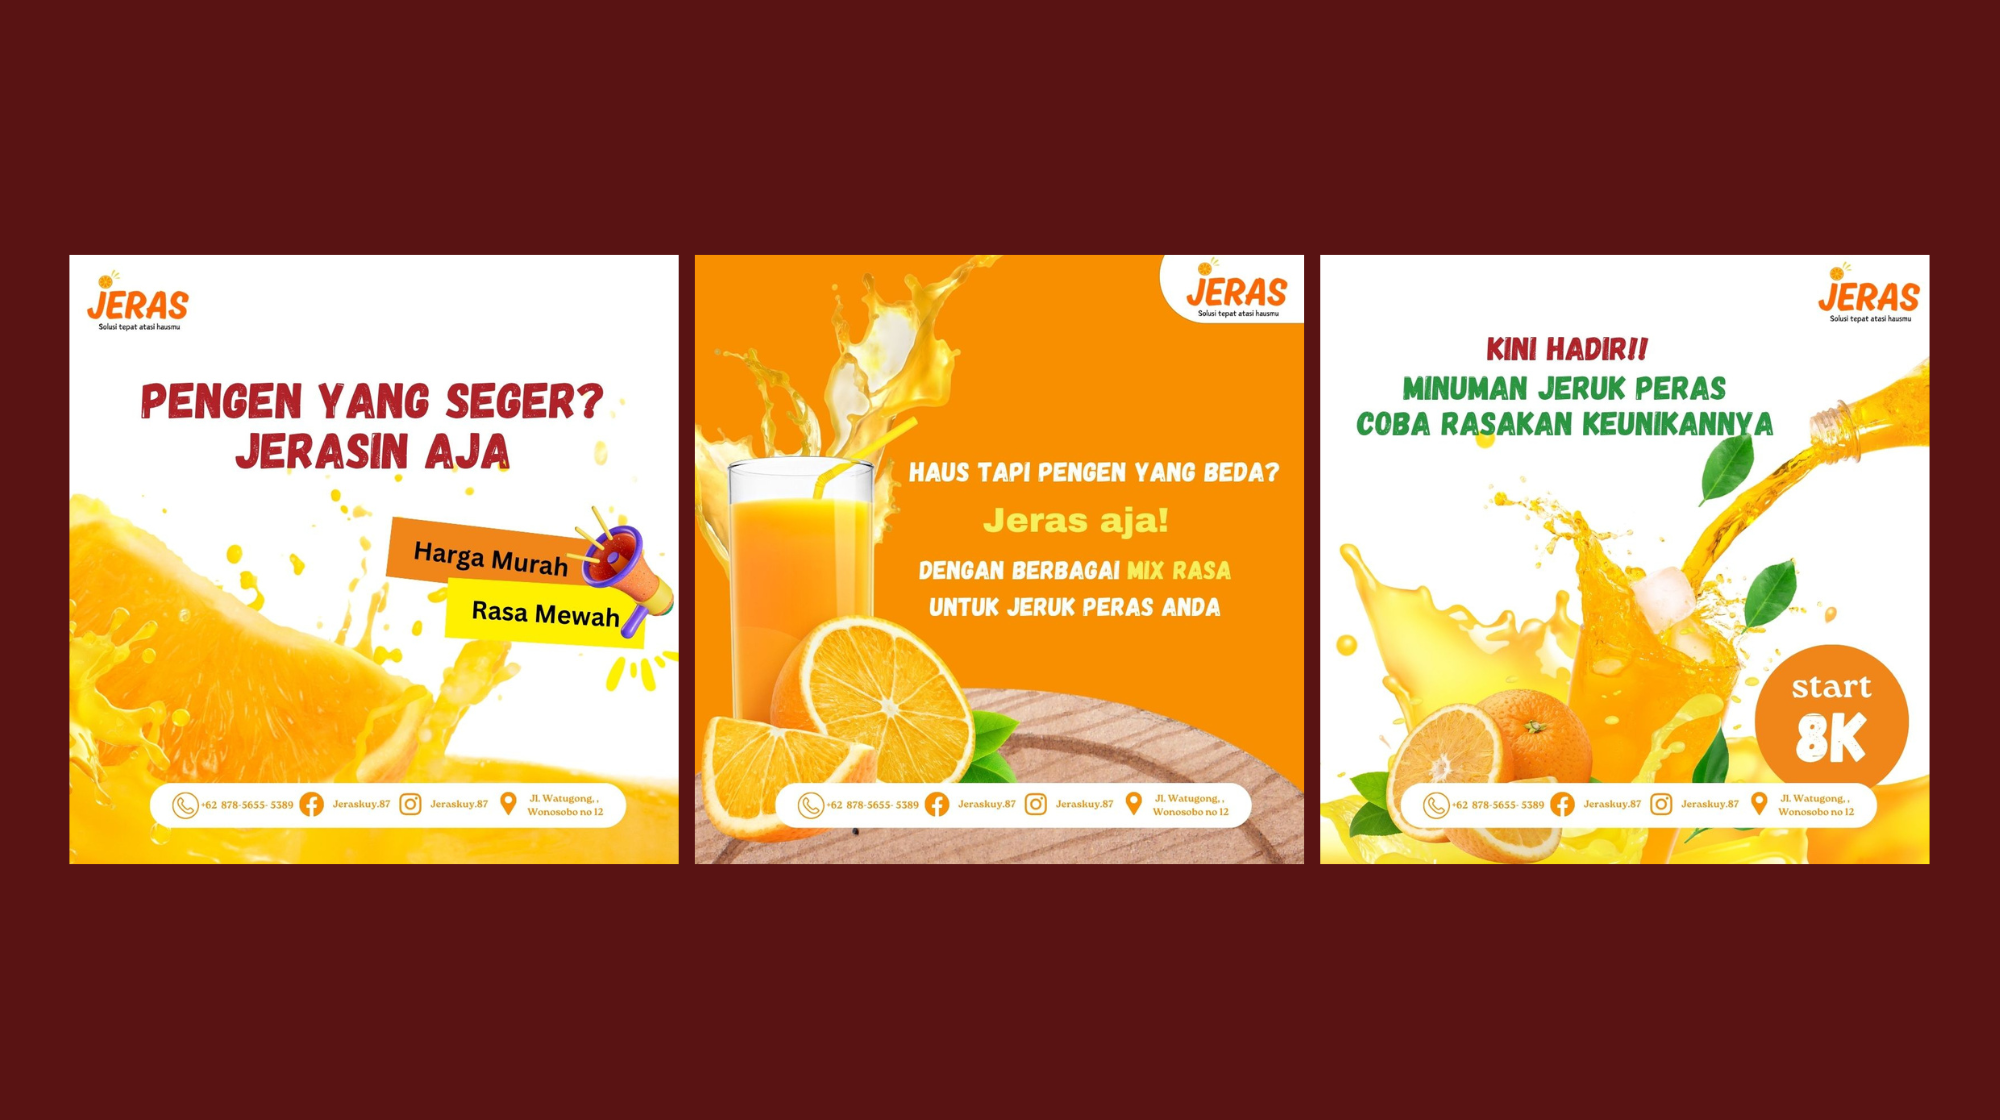 JERAS
Solusi tepat atasi hausmu
PENGEN YANG SEGER?
JERASIN AJA
Harga Murah
Rasa Mewah
+62 878-5655- 5389
Jeraskuy.87
Jeraskuy.87
Jl. Watugong, ,
Wonosobo no 12
JERAS
Solusi tepat atasi hausmu
HAUS TAPI PENGEN YANG BEDA?
Jeras aja!
DENGAN BERBAGAI MIX RASA
UNTUK JERUK PERAS ANDA
+62 878-5655- 5389
Jeraskuy.87
Jeraskuy.87
Jl. Watugong, ,
Wonosobo no 12
JERAS
Solusi tepat atasi hausmu
KINI HADIR!!
MINUMAN JERUK PERAS
COBA RASAKAN KEUNIKANNYA
start
8K
+62 878-5655- 5389
Jeraskuy.87
Jeraskuy.87
Jl. Watugong, ,
Wonosobo no 12